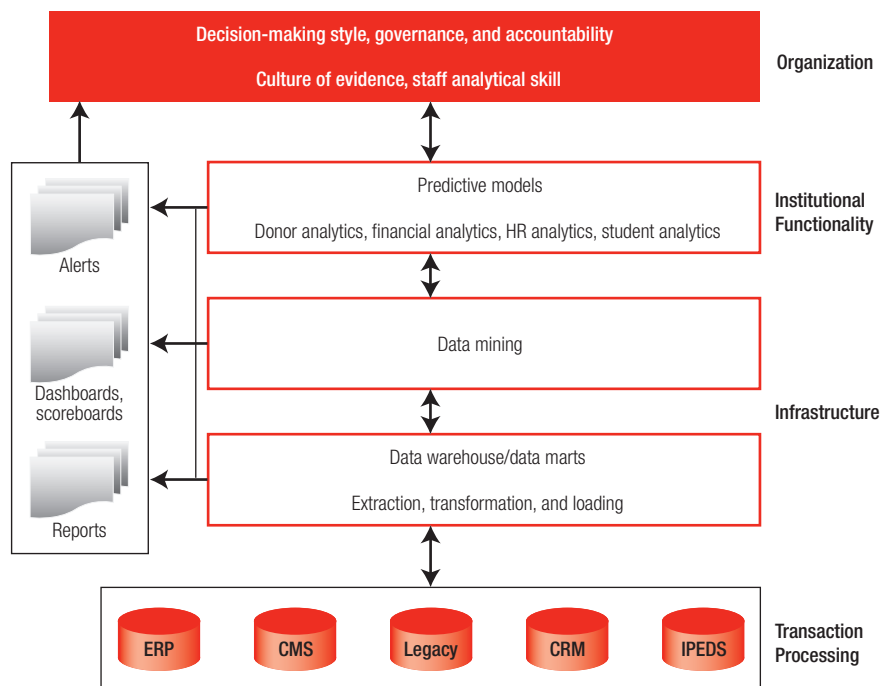 Decision-making style, governance, and accountability
Culture of evidence, staff analytical skill
Organization
Predictive models
Donor analytics, financial analytics, HR analytics, student analytics
Institutional
Functionality
Alerts
Data mining
Dashboards,
scoreboards
Infrastructure
Data warehouse/data marts
Extraction, transformation, and loading
Reports
ERP
CMS
Legacy
CRM
IPEDS
Transaction
Processing